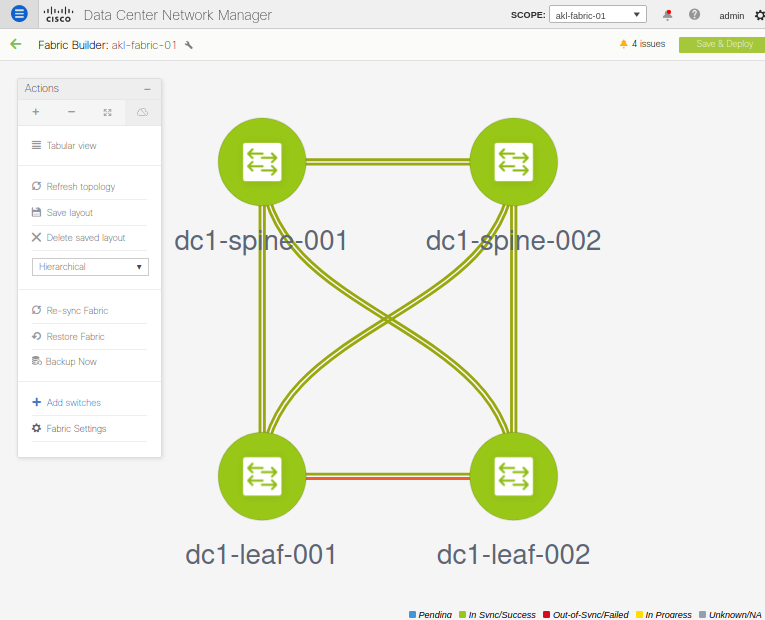 CISCO Data Center Network Manager SCOPE: akl-fabric-01 admin
Fabric Builder: akl-fabric-01 4 issues Save & Deploy
Actions
Tabular view
Refresh topology
Save layout
Delete saved layout
Hierarchical
Re-sync Fabric
Restore Fabric
Backup Now
Add switches
Fabric Settings
dc1-spine-001 dc1-spine-002
dc1-leaf-001 dc1-leaf-002
Pending In Sync/Success Out-of-Sync/Failed In Progress Unknown/NA